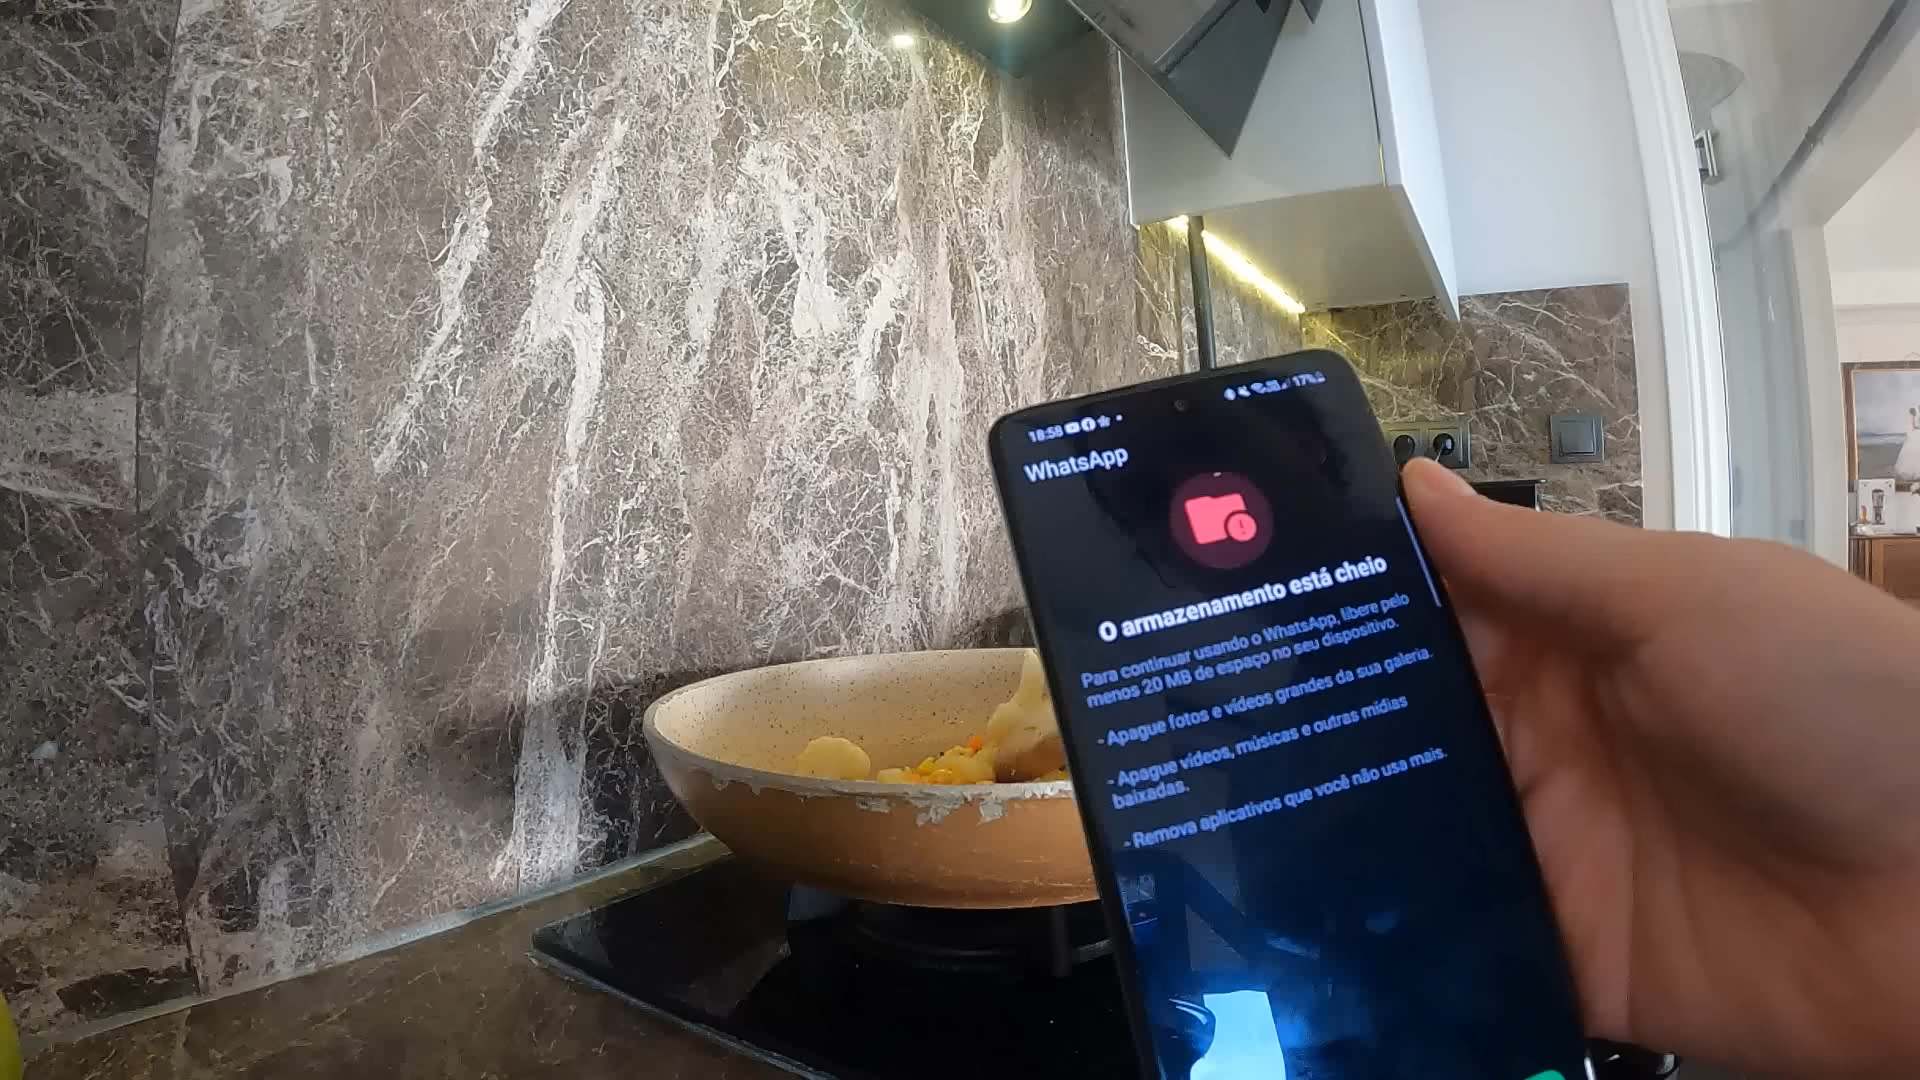 18:58
17%
WhatsApp
O armazenamento está cheio
Para continuar usando o WhatsApp, libere pelo
menos 20 MB de espaço no seu dispositivo.
- Apague fotos e vídeos grandes da sua galeria.
- Apague vídeos, músicas e outras mídias
baixadas.
- Remova aplicativos que você não usa mais.